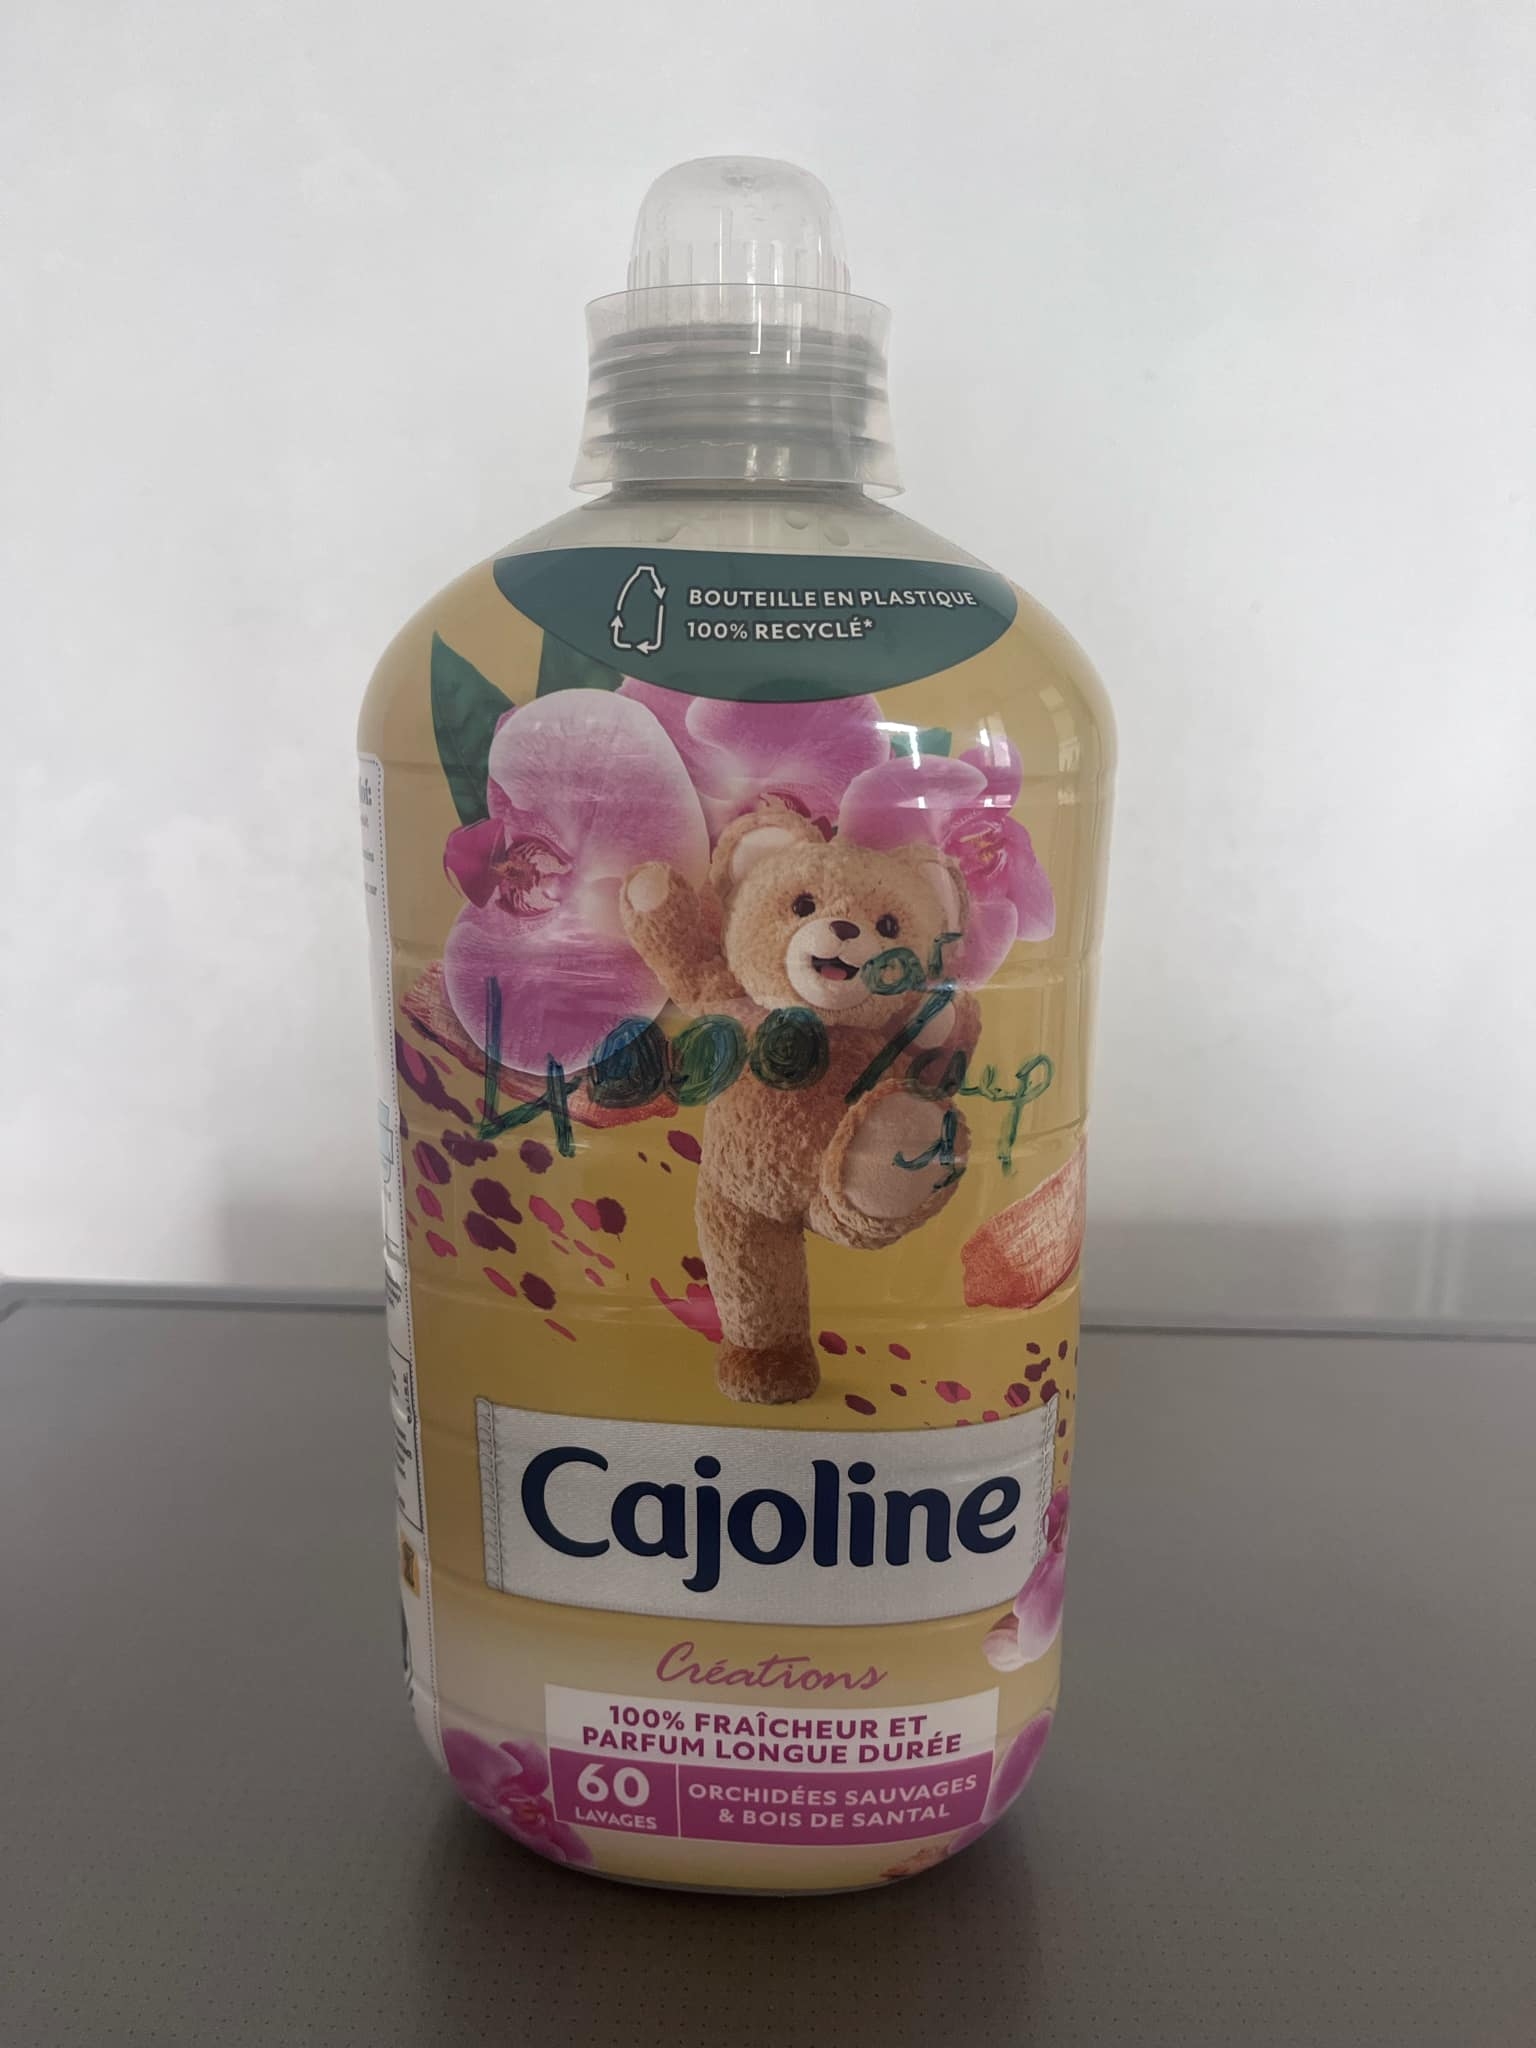 BOUTEILLE EN PLASTIQUE
100% RECYCLÉ*
4000/
Cajoline
Créations
100% FRAÎCHEUR ET
PARFUM LONGUE DURÉE
60
LAVAGES
ORCHIDÉES SAUVAGES
& BOIS DE SANTAL